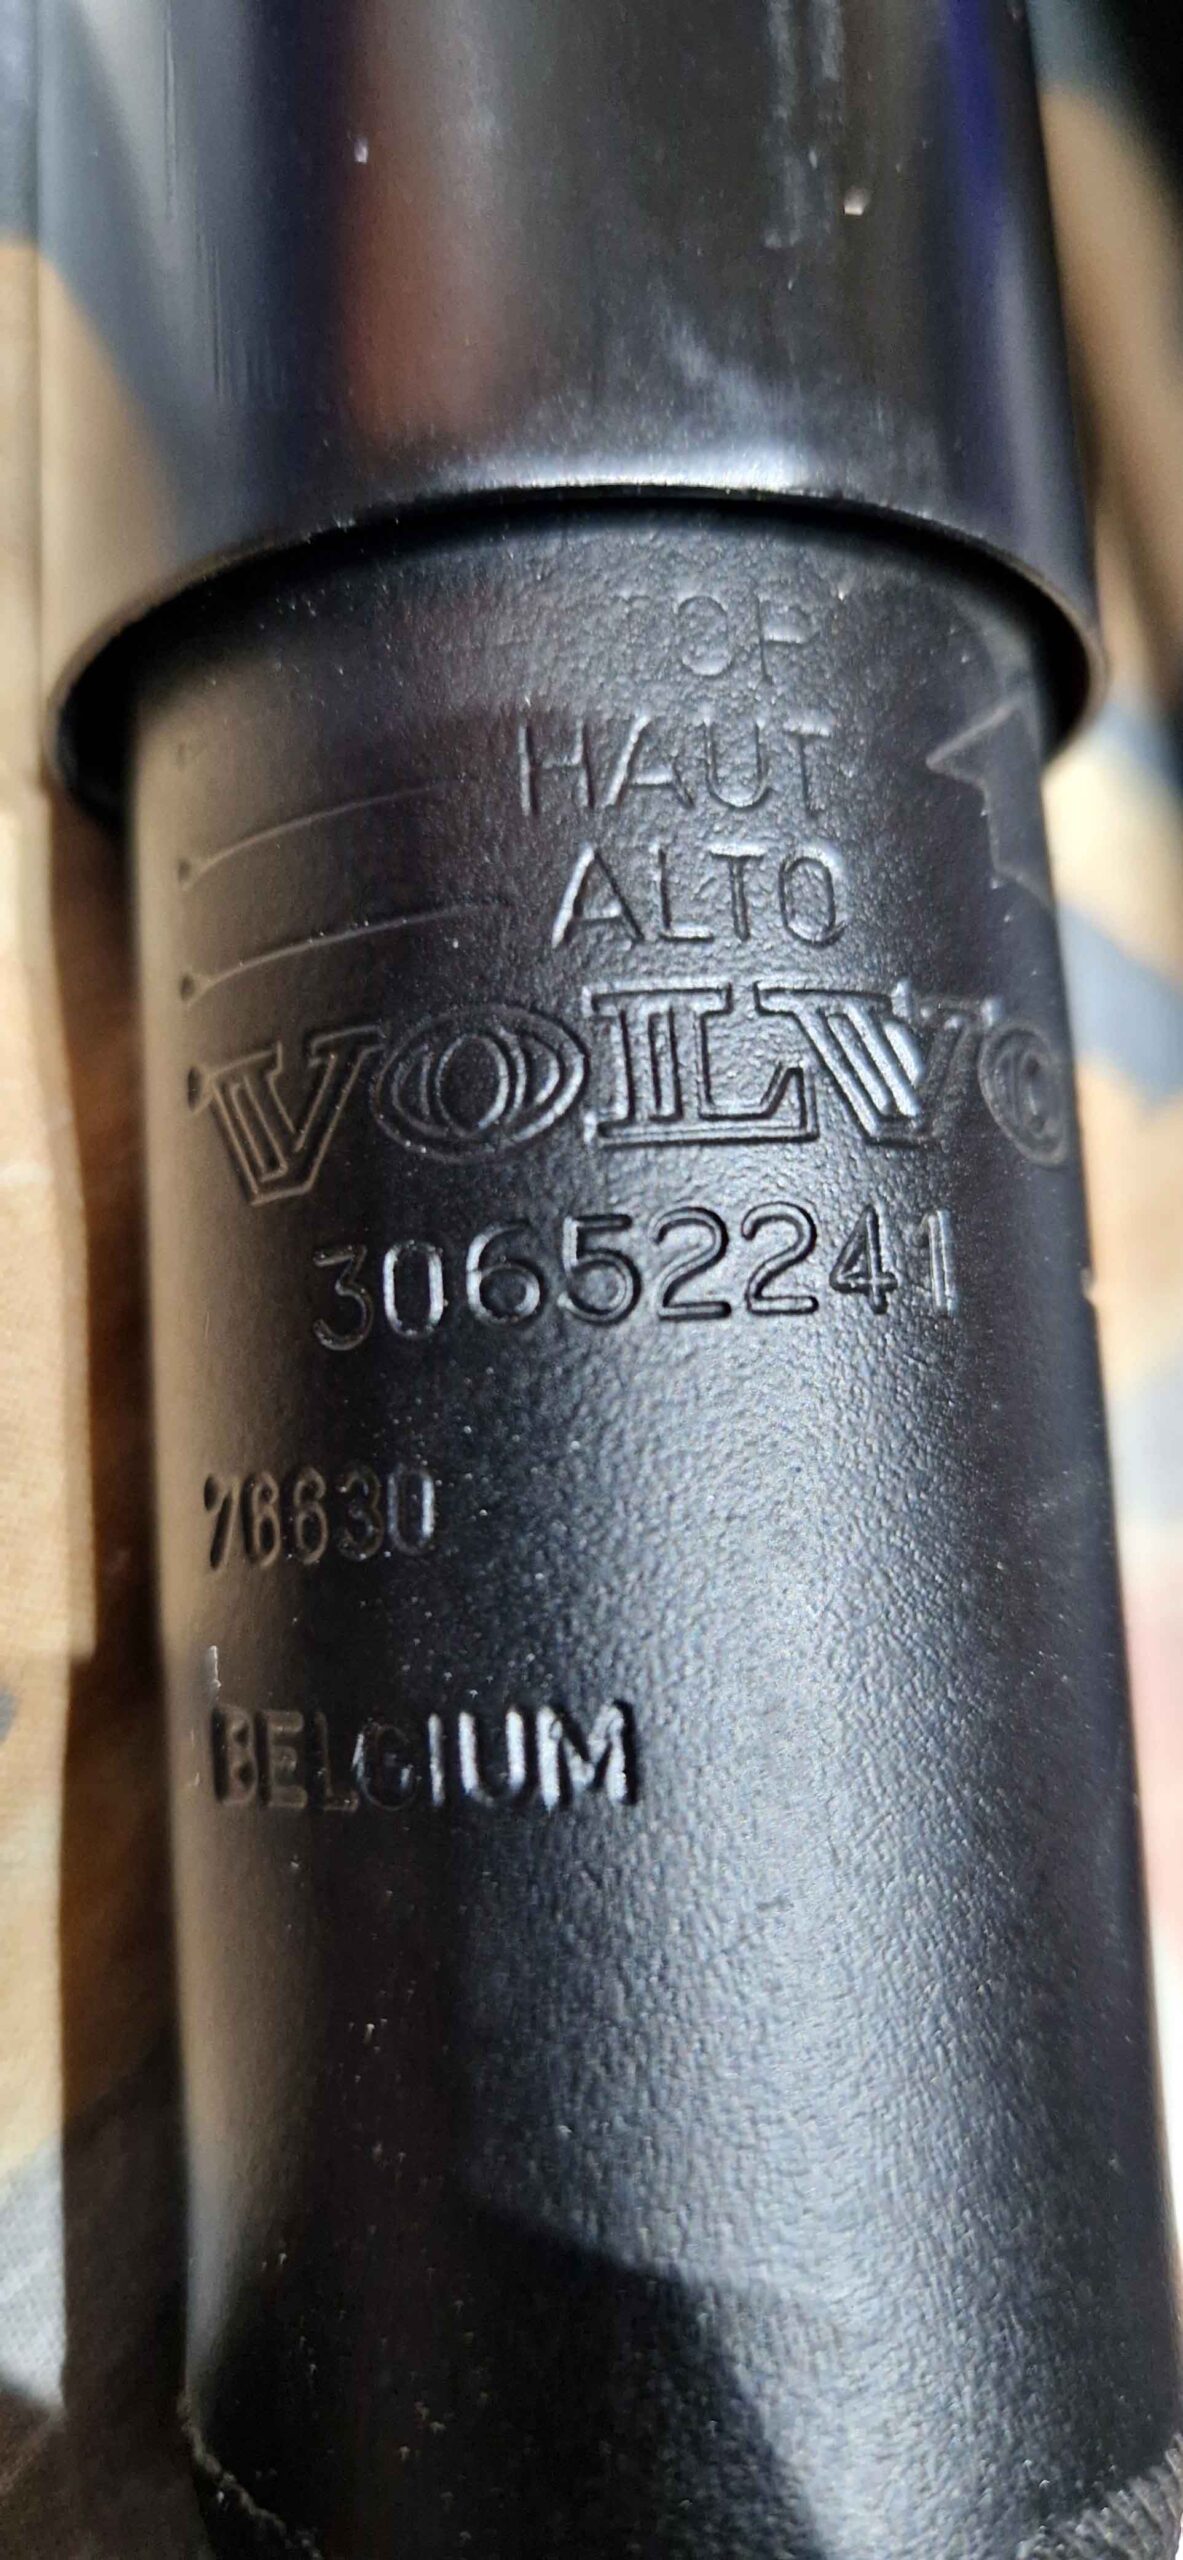 TOP
HAUT
ALTO
VOLVO
30652241
76630
BELGIUM